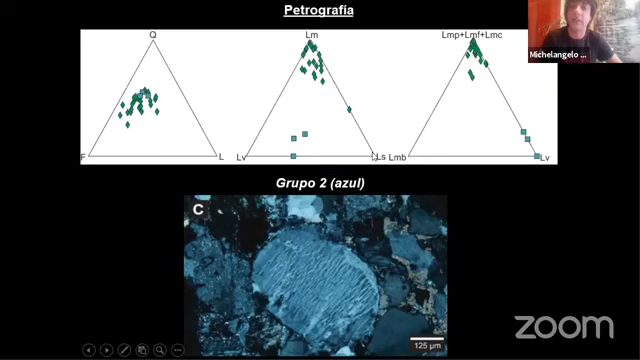 Petrografía
Q
F
L
Lm
Lv
Ls
Lmp+Lmf+Lmc
Lmb
Lv
Michelangelo ...
Grupo 2 (azul)
C
125 µm
zoom